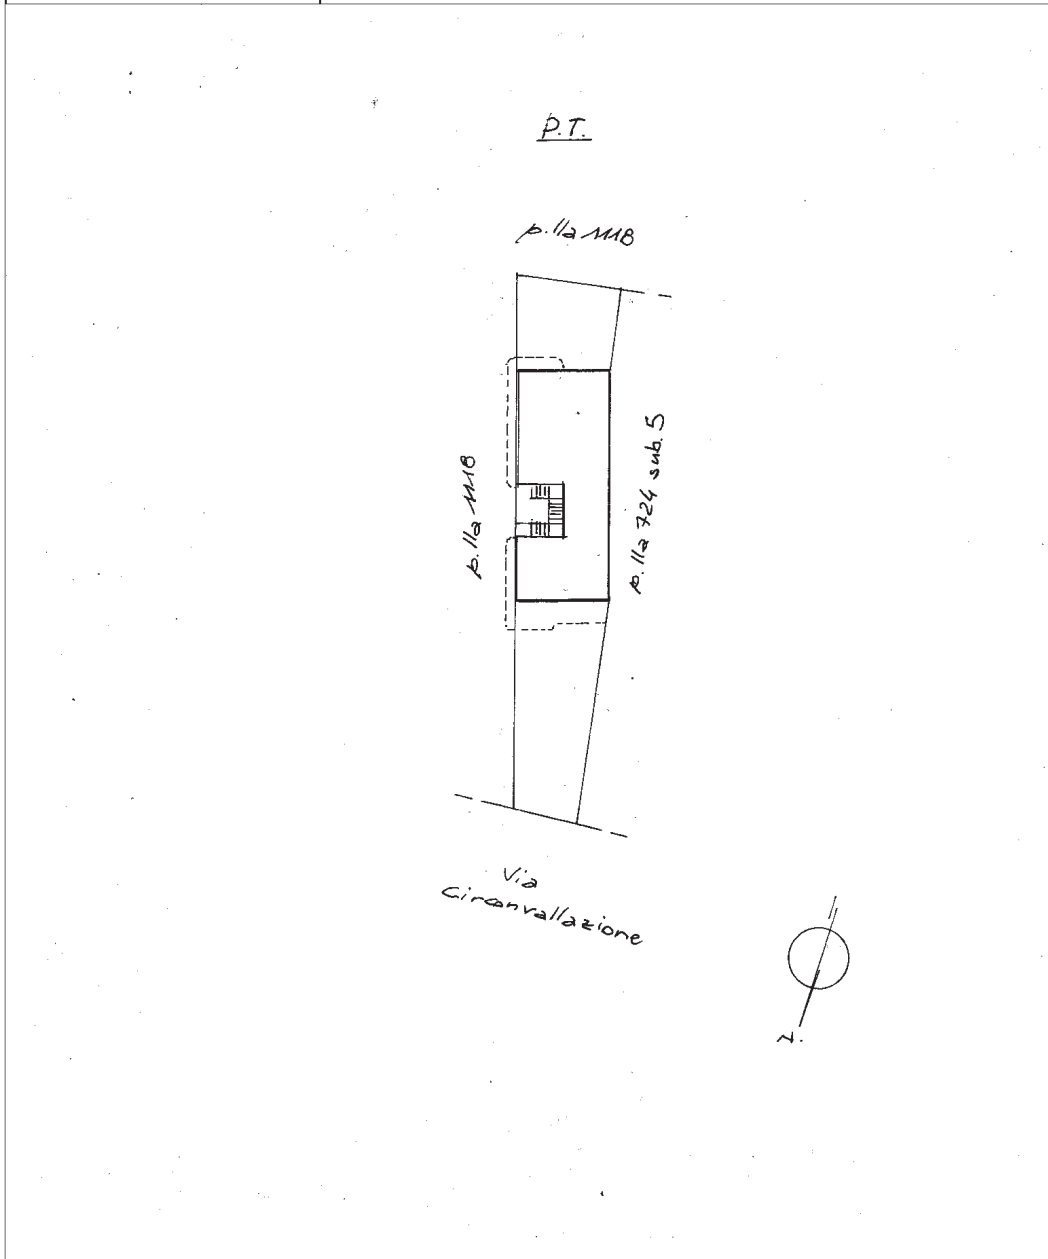 P.T.
p.lla 1118
p.lla 1118
p.lla 724 sub. 5
Via
Circonvallazione
N.